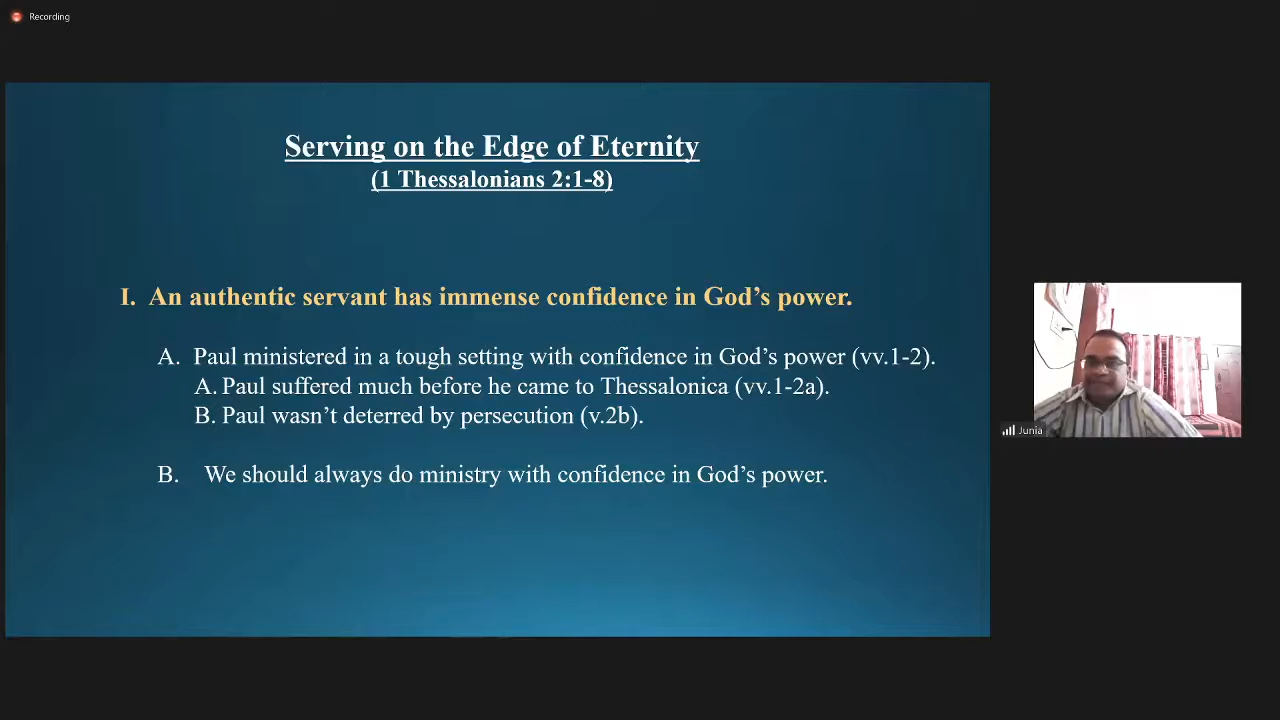 Recording
Serving on the Edge of Eternity
(1 Thessalonians 2:1-8)
I. An authentic servant has immense confidence in God’s power.
A. Paul ministered in a tough setting with confidence in God’s power (vv.1-2).
A. Paul suffered much before he came to Thessalonica (vv.1-2a).
B. Paul wasn’t deterred by persecution (v.2b).
B. We should always do ministry with confidence in God’s power.
Junia